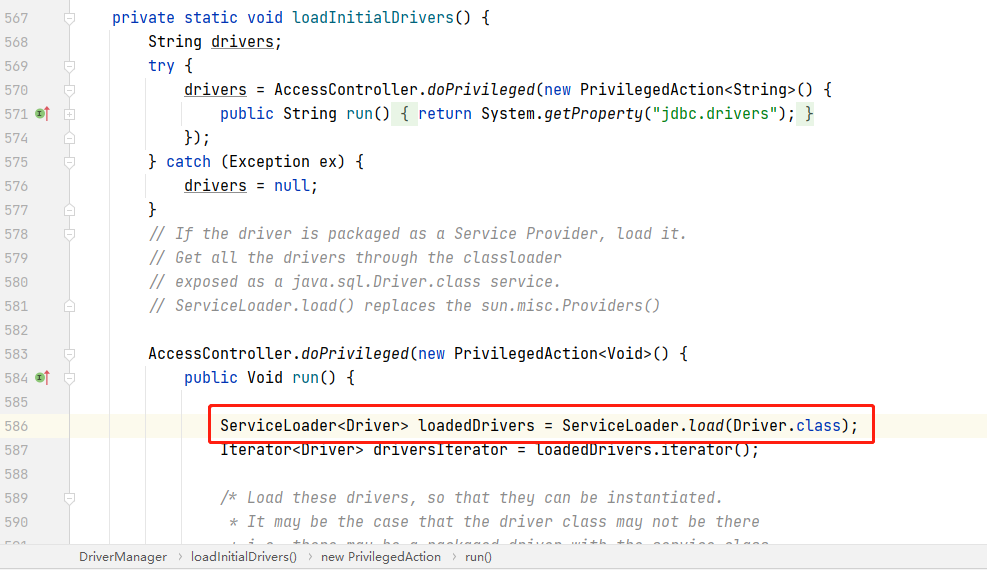 567 private static void loadInitialDrivers() {
568 String drivers;
569 try {
570 drivers = AccessController.doPrivileged(new PrivilegedAction<String>() {
571 public String run() { return System.getProperty("jdbc.drivers"); }
574 });
575 } catch (Exception ex) {
576 drivers = null;
577 }
578 // If the driver is packaged as a Service Provider, load it.
579 // Get all the drivers through the classloader
580 // exposed as a java.sql.Driver.class service.
581 // ServiceLoader.load() replaces the sun.misc.Providers()
582
583 AccessController.doPrivileged(new PrivilegedAction<Void>() {
584 public Void run() {
585
586 ServiceLoader<Driver> loadedDrivers = ServiceLoader.load(Driver.class);
587 Iterator<Driver> driversIterator = loadedDrivers.iterator();
588
589 /* Load these drivers, so that they can be instantiated.
590 * It may be the case that the driver class may not be there
DriverManager > loadInitialDrivers() > new PrivilegedAction > run()